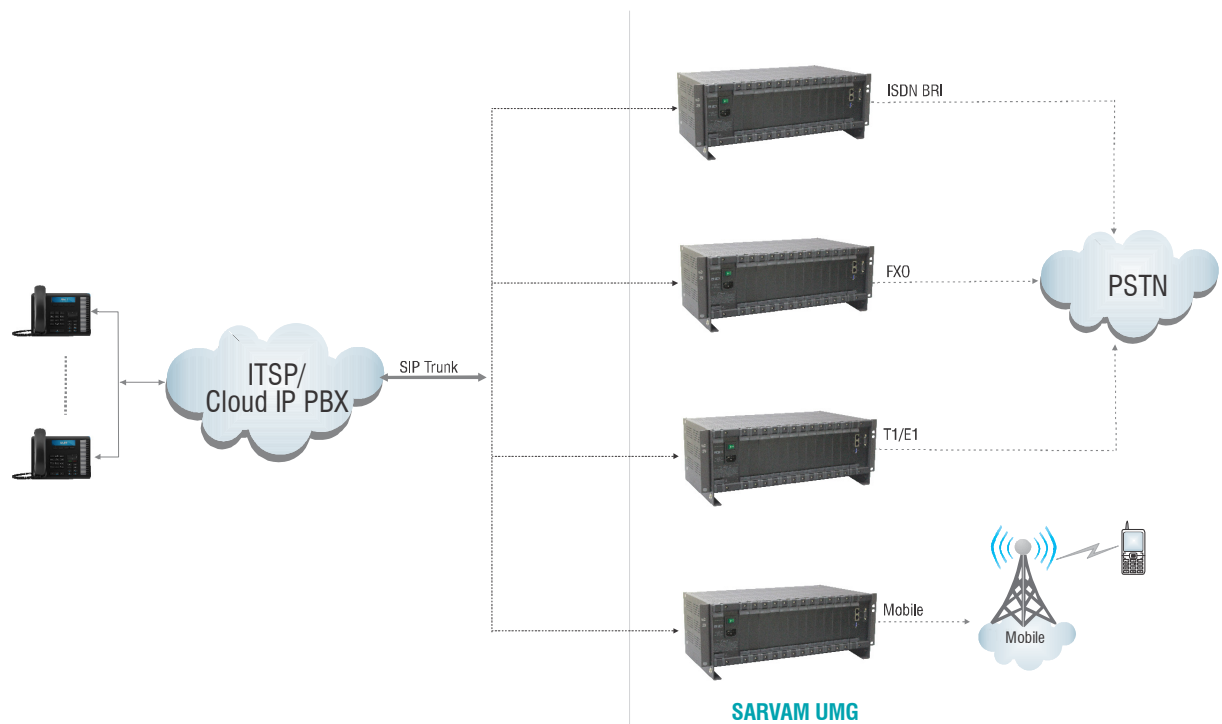 ISDN BRI
FXO
PSTN
ITSP/
Cloud IP PBX
SIP Trunk
T1/E1
Mobile
Mobile
SARVAM UMG